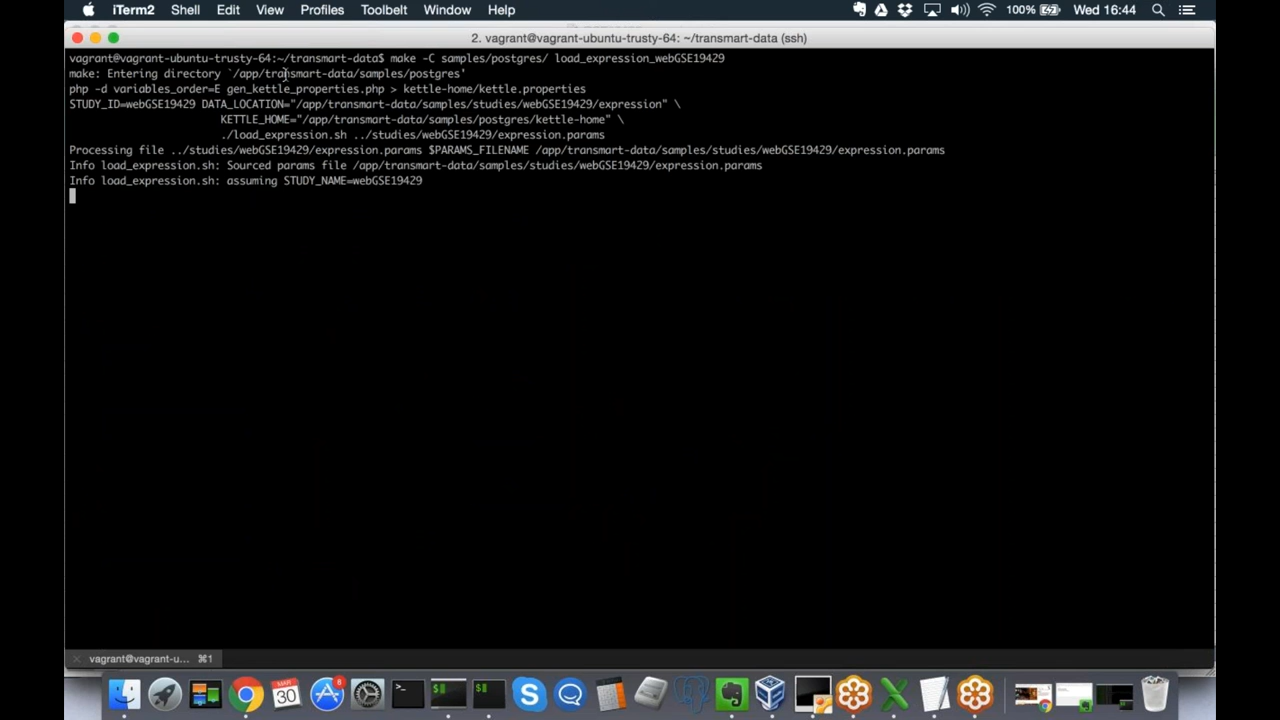 iTerm2 Shell Edit View Profiles Toolbelt Window Help 100% Wed 16:44
2. vagrant@vagrant-ubuntu-trusty-64: ~/transmart-data (ssh)
vagrant@vagrant-ubuntu-trusty-64:~/transmart-data$ make -C samples/postgres/ load_expression_webGSE19429
make: Entering directory `/app/transmart-data/samples/postgres'
php -d variables_order=E gen_kettle_properties.php > kettle-home/kettle.properties
STUDY_ID=webGSE19429 DATA_LOCATION="/app/transmart-data/samples/studies/webGSE19429/expression" \
KETTLE_HOME="/app/transmart-data/samples/postgres/kettle-home" \
./load_expression.sh ../studies/webGSE19429/expression.params
Processing file ../studies/webGSE19429/expression.params $PARAMS_FILENAME /app/transmart-data/samples/studies/webGSE19429/expression.params
Info load_expression.sh: Sourced params file /app/transmart-data/samples/studies/webGSE19429/expression.params
Info load_expression.sh: assuming STUDY_NAME=webGSE19429
vagrant@vagrant-u... ⌘1
30
8